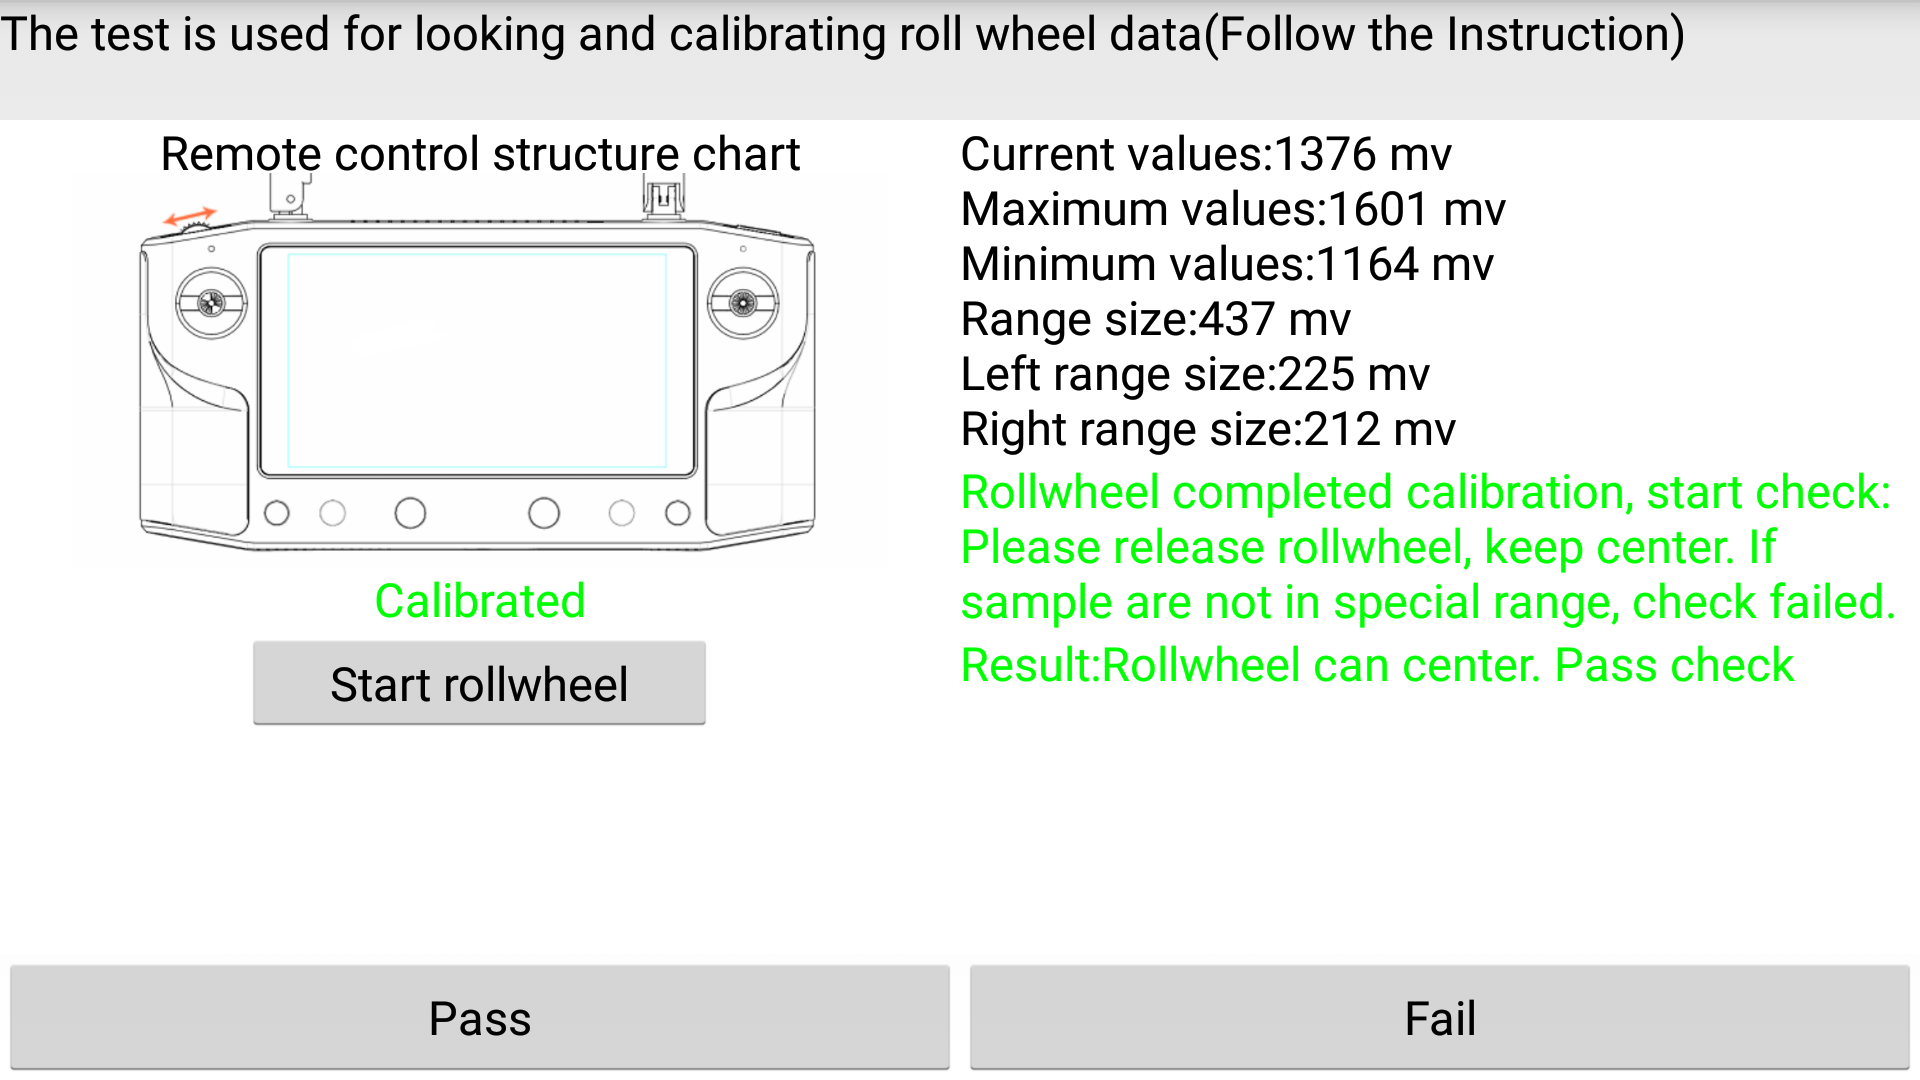 The test is used for looking and calibrating roll wheel data(Follow the Instruction)
Remote control structure chart
Calibrated
Start rollwheel
Current values:1376 mv
Maximum values:1601 mv
Minimum values:1164 mv
Range size:437 mv
Left range size:225 mv
Right range size:212 mv
Rollwheel completed calibration, start check:
Please release rollwheel, keep center. If
sample are not in special range, check failed.
Result:Rollwheel can center. Pass check
Pass
Fail